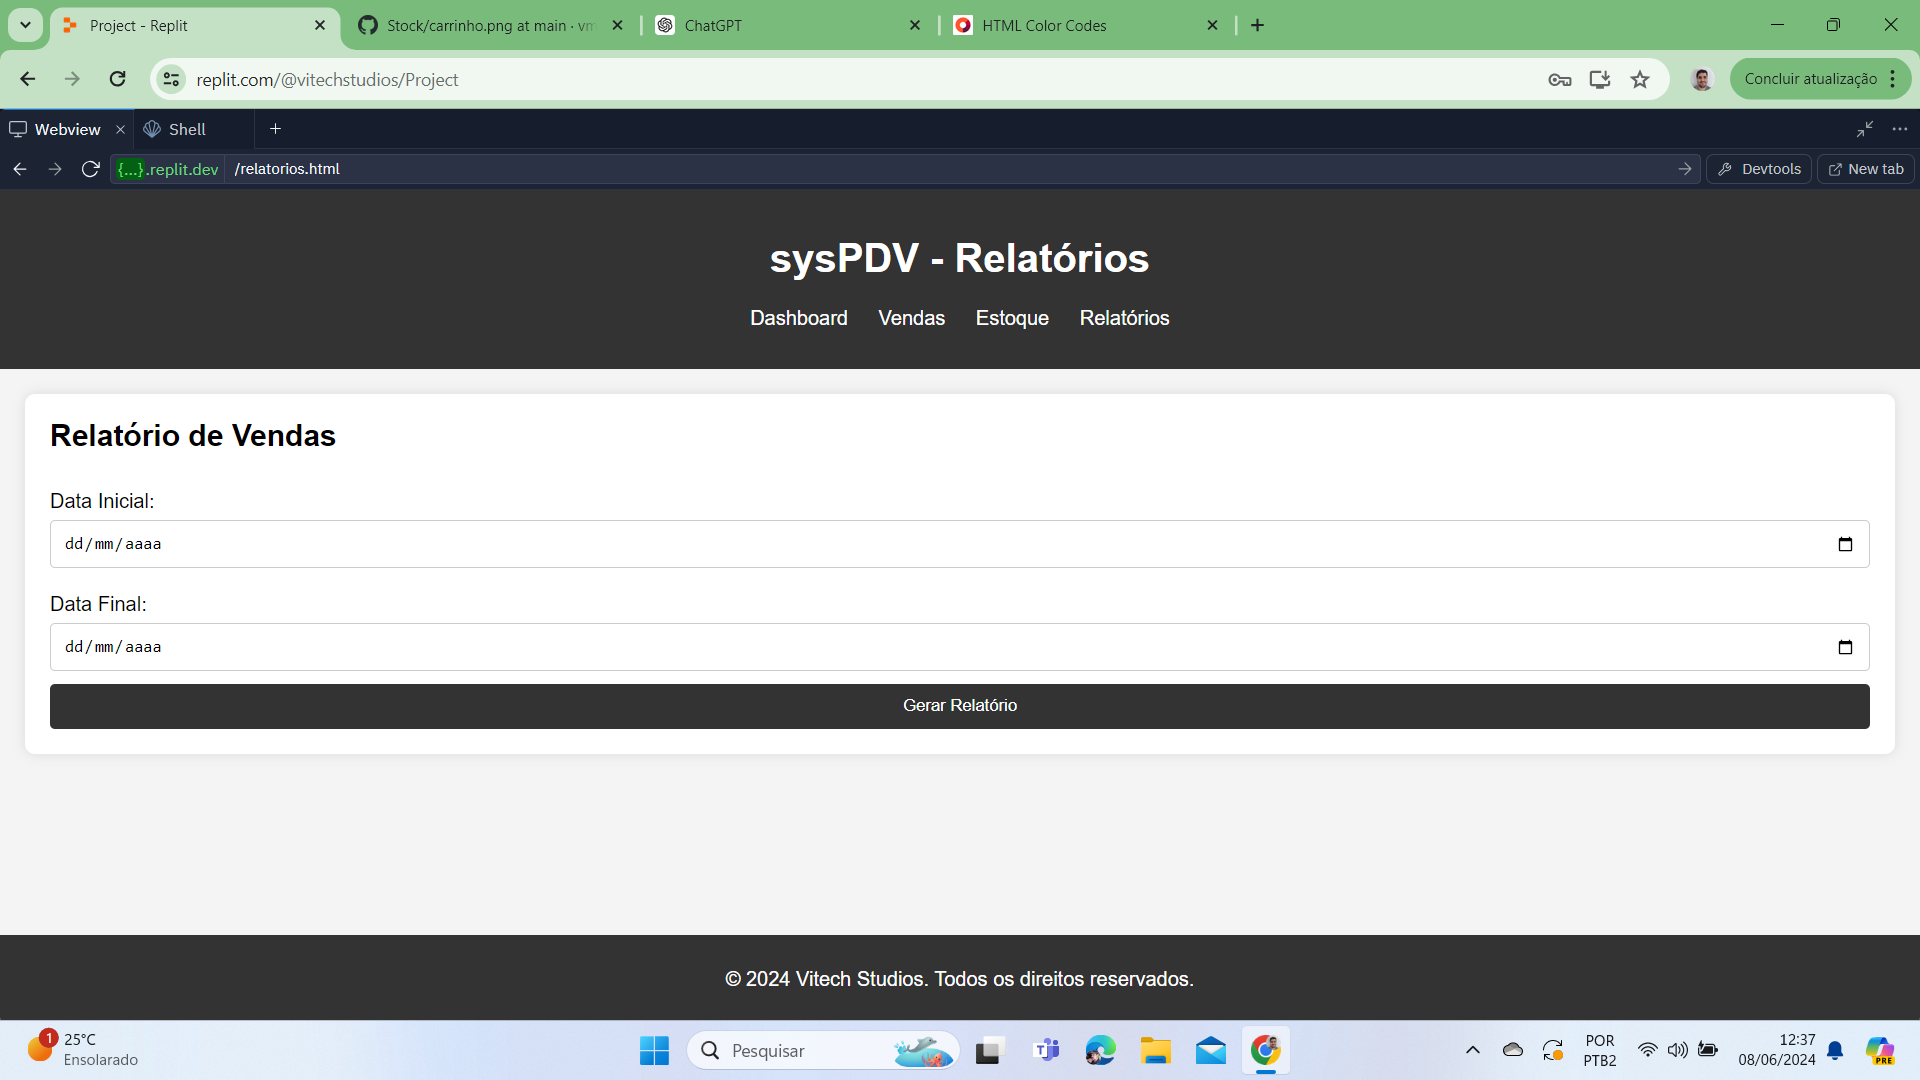 Project - Replit
Stock/carrinho.png at main · vm
ChatGPT
HTML Color Codes
replit.com/@vitechstudios/Project
Concluir atualização
Webview
Shell
{...}.replit.dev
/relatorios.html
Devtools
New tab
sysPDV - Relatórios
Dashboard Vendas Estoque Relatórios
Relatório de Vendas
Data Inicial:
dd/mm/aaaa
Data Final:
dd/mm/aaaa
Gerar Relatório
© 2024 Vitech Studios. Todos os direitos reservados.
1
25°C
Ensolarado
Pesquisar
POR
PTB2
12:37
08/06/2024
PRE